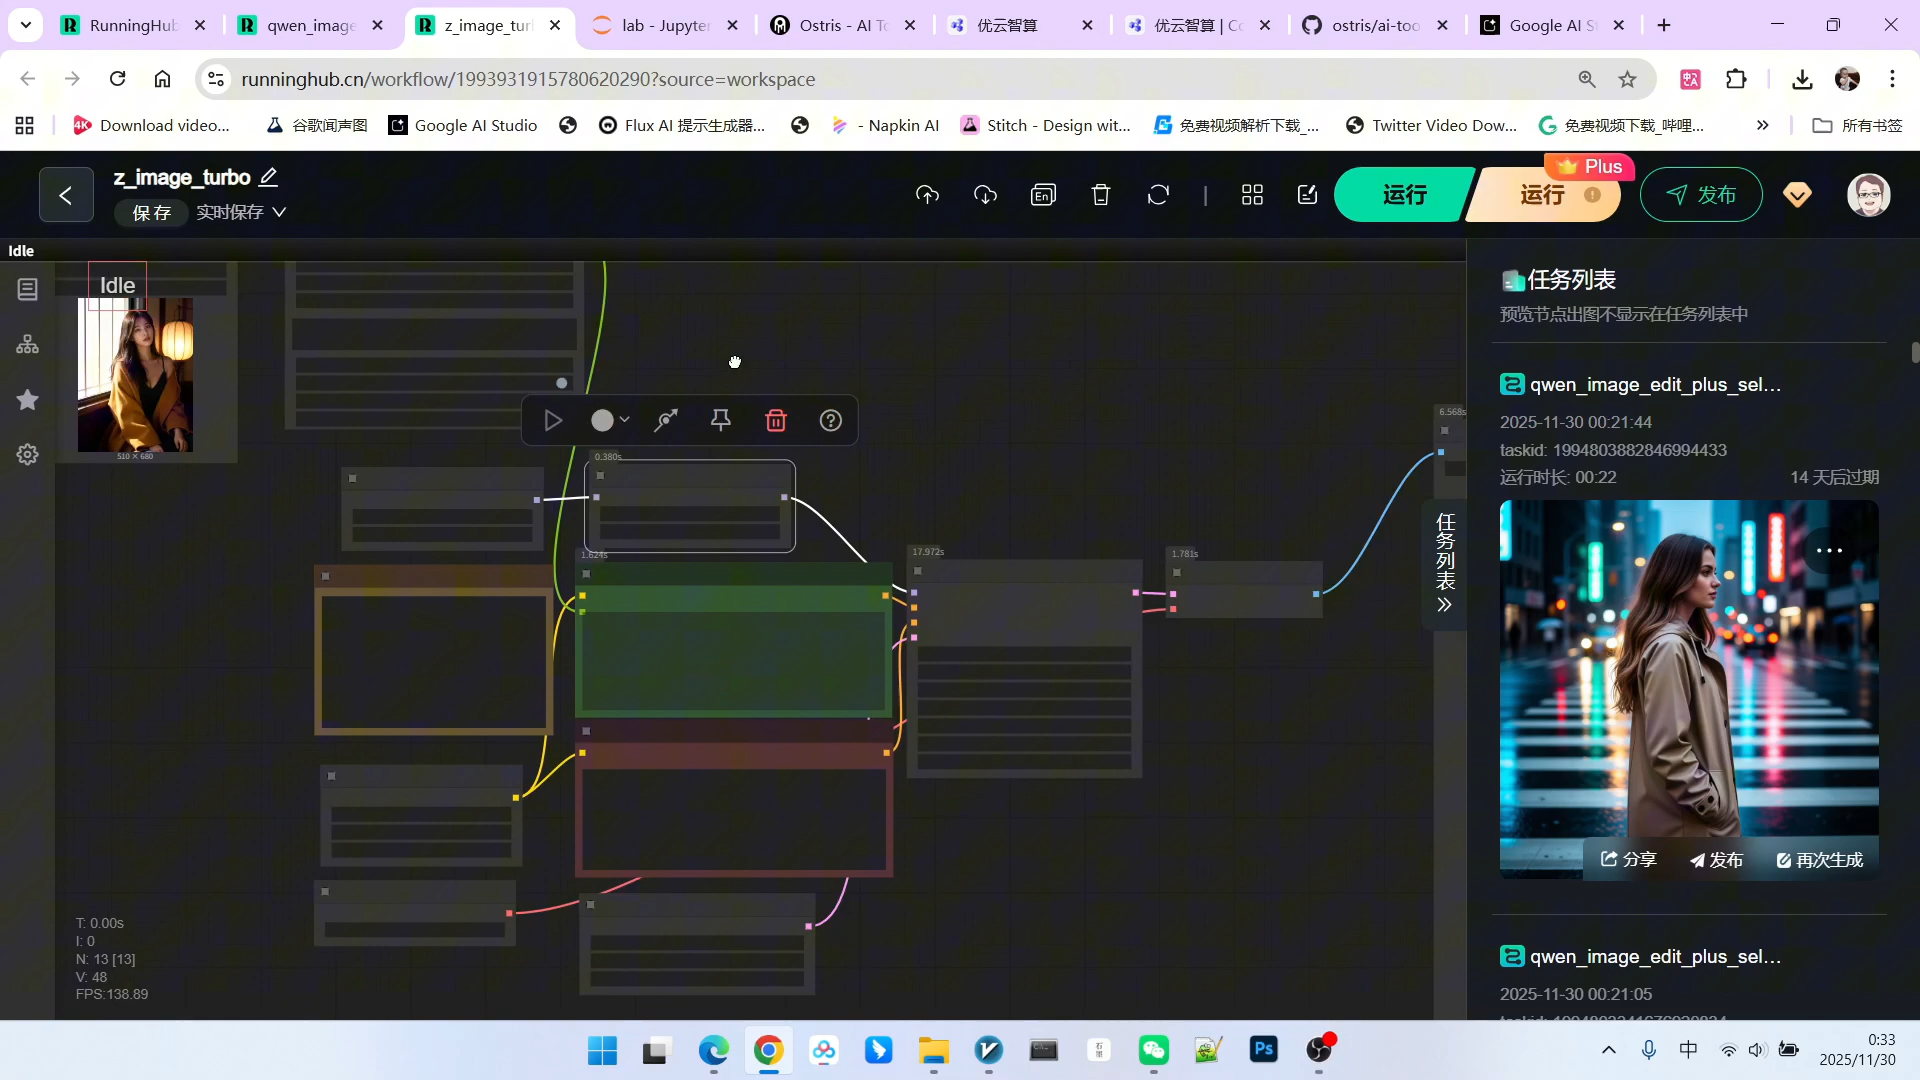 RunningHub
qwen_image
z_image_tur
lab - Jupyter
Ostris - AI To
优云智算
优云智算 | Co
ostris/ai-too
Google AI St
runninghub.cn/workflow/1993931915780620290?source=workspace
Download video...
谷歌闻声图
Google AI Studio
Flux AI 提示生成器...
- Napkin AI
Stitch - Design wit...
免费视频解析下载_...
Twitter Video Dow...
免费视频下载_哔哩...
所有书签
z_image_turbo
保存
实时保存
En
运行
运行
Plus
发布
Idle
Idle
510 × 680
0.380s
1.624s
17.972s
1.781s
6.568s
任务列表
T: 0.00s
I: 0
N: 13 [13]
V: 48
FPS:138.89
任务列表
预览节点出图不显示在任务列表中
qwen_image_edit_plus_sel...
2025-11-30 00:21:44
taskid: 1994803882846994433
运行时长: 00:22
14 天后过期
分享
发布
再次生成
qwen_image_edit_plus_sel...
2025-11-30 00:21:05
Ps
中
0:33
2025/11/30